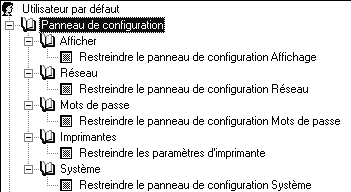 Utilisateur par défaut
Panneau de configuration
Afficher
Restreindre le panneau de configuration Affichage
Réseau
Restreindre le panneau de configuration Réseau
Mots de passe
Restreindre le panneau de configuration Mots de passe
Imprimantes
Restreindre les paramètres d'imprimante
Système
Restreindre le panneau de configuration Système